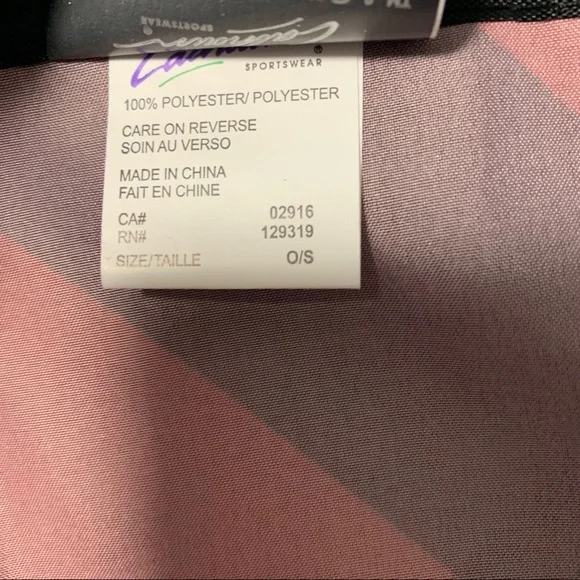 SPORTSWEAR
®
SPORTSWEAR
100% POLYESTER/ POLYESTER
CARE ON REVERSE
SOIN AU VERSO
MADE IN CHINA
FAIT EN CHINE
CA# 02916
RN# 129319
SIZE/TAILLE O/S